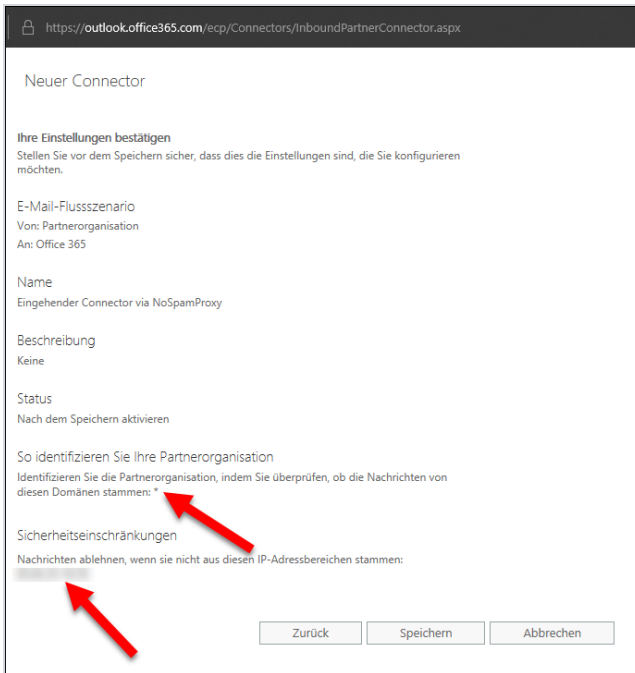 https://outlook.office365.com/ecp/Connectors/InboundPartnerConnector.aspx
Neuer Connector
Ihre Einstellungen bestätigen
Stellen Sie vor dem Speichern sicher, dass dies die Einstellungen sind, die Sie konfigurieren
möchten.
E-Mail-Flussszenario
Von: Partnerorganisation
An: Office 365
Name
Eingehender Connector via NoSpamProxy
Beschreibung
Keine
Status
Nach dem Speichern aktivieren
So identifizieren Sie Ihre Partnerorganisation
Identifizieren Sie die Partnerorganisation, indem Sie überprüfen, ob die Nachrichten von
diesen Domänen stammen: *
Sicherheitseinschränkungen
Nachrichten ablehnen, wenn sie nicht aus diesen IP-Adressbereichen stammen:
Zurück
Speichern
Abbrechen